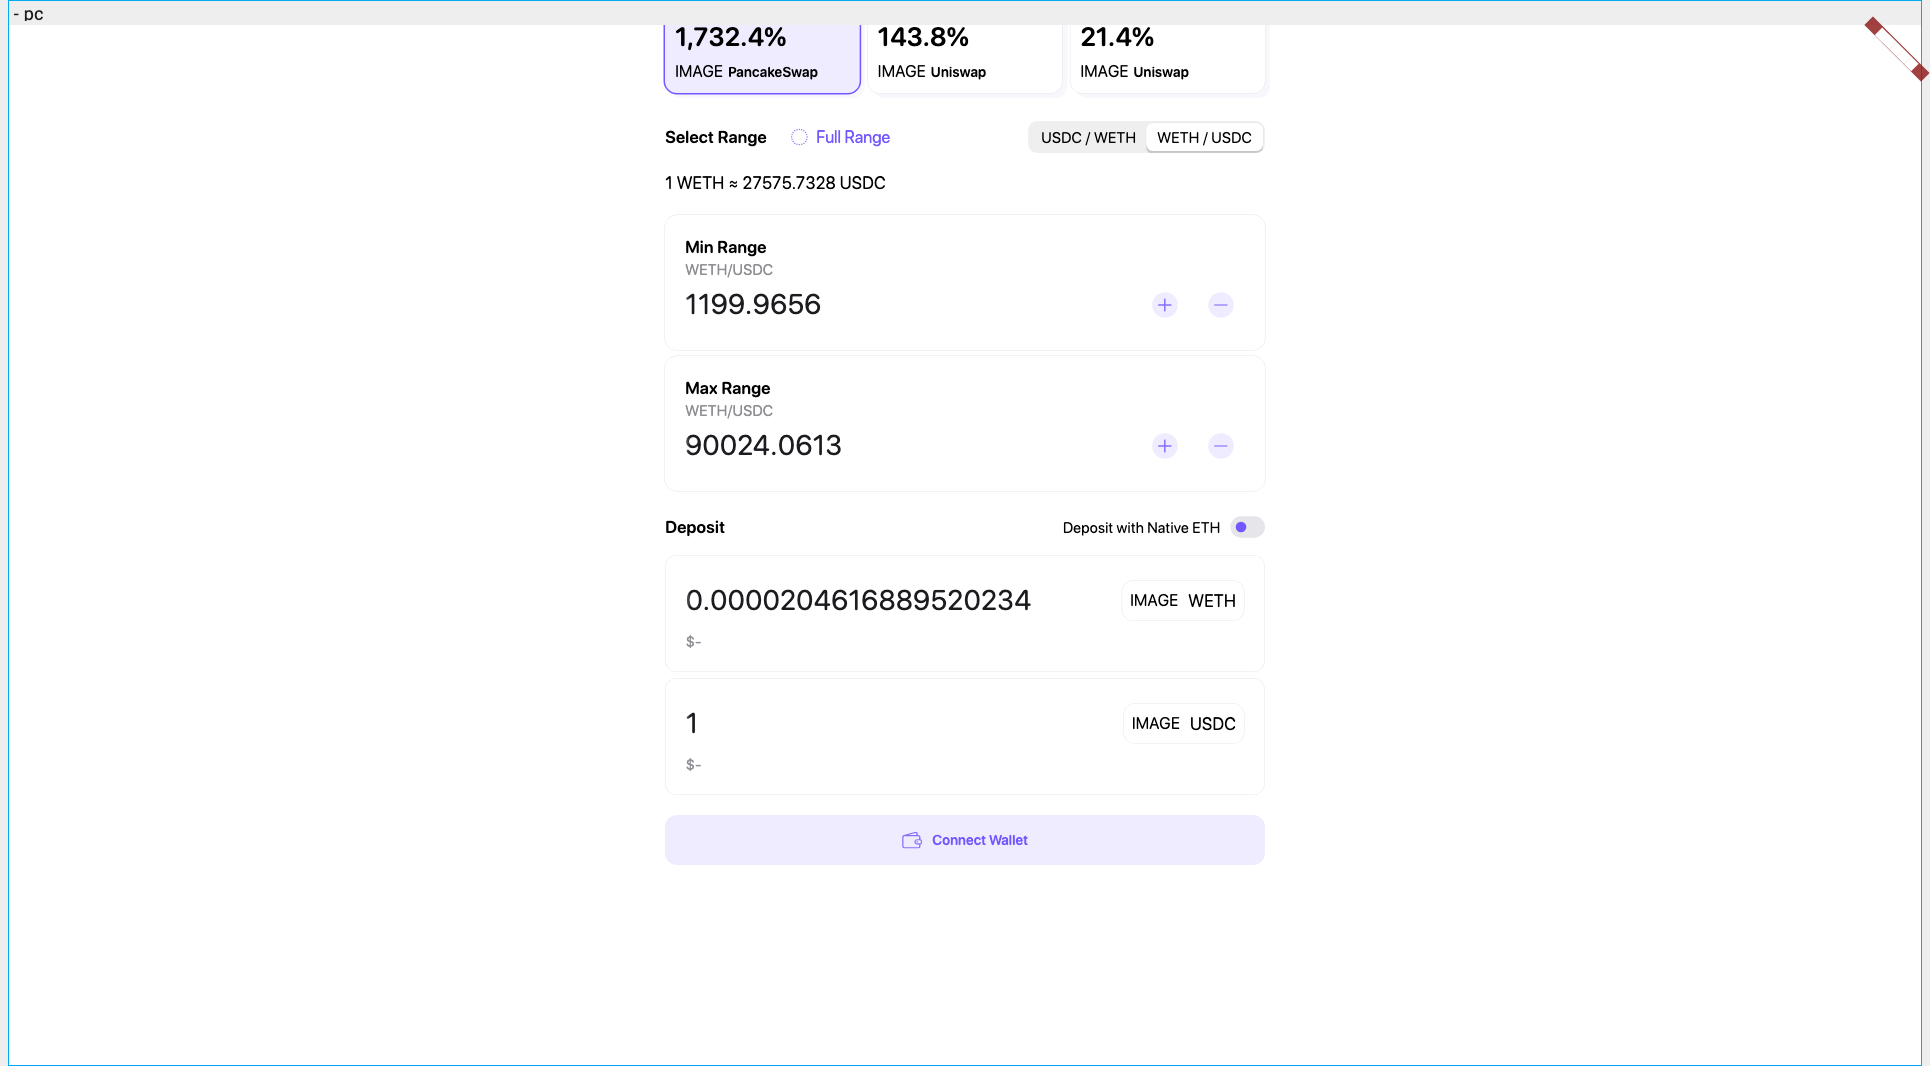 - pc
1,732.4%
IMAGE PancakeSwap
143.8%
IMAGE Uniswap
21.4%
IMAGE Uniswap
Select Range
Full Range
USDC / WETH
WETH / USDC
1 WETH ≈ 27575.7328 USDC
Min Range
WETH/USDC
1199.9656
Max Range
WETH/USDC
90024.0613
Deposit
Deposit with Native ETH
0.0000204616889520234
IMAGE WETH
$-
1
IMAGE USDC
$-
Connect Wallet